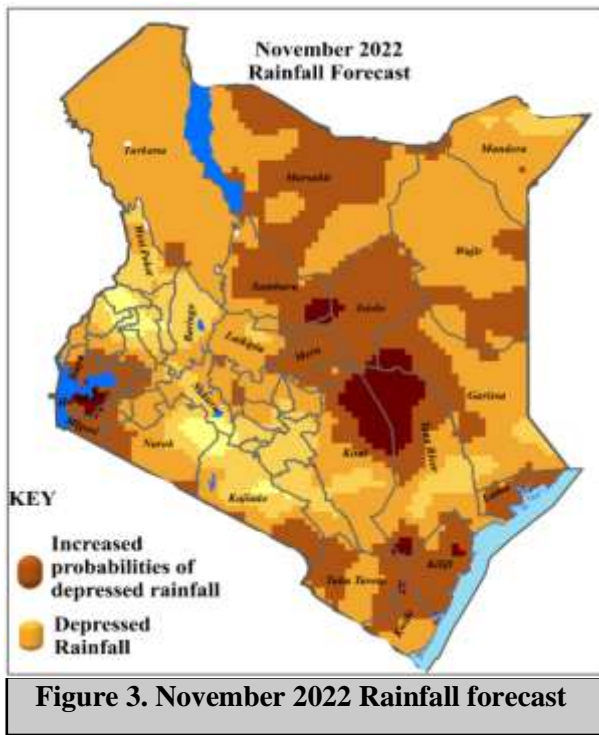 November 2022
Rainfall Forecast
Turkana
Marsabit
Mandera
West Pokot
Wajir
Samburu
Isiolo
Baringo
Laikipia
Meru
Garissa
Nakuru
Migori
Narok
Kitui
Tana River
Kajiado
Lamu
KEY
Increased
probabilities of
depressed rainfall
Kilifi
Taita Taveta
Kwale
Depressed
Rainfall
Figure 3. November 2022 Rainfall forecast